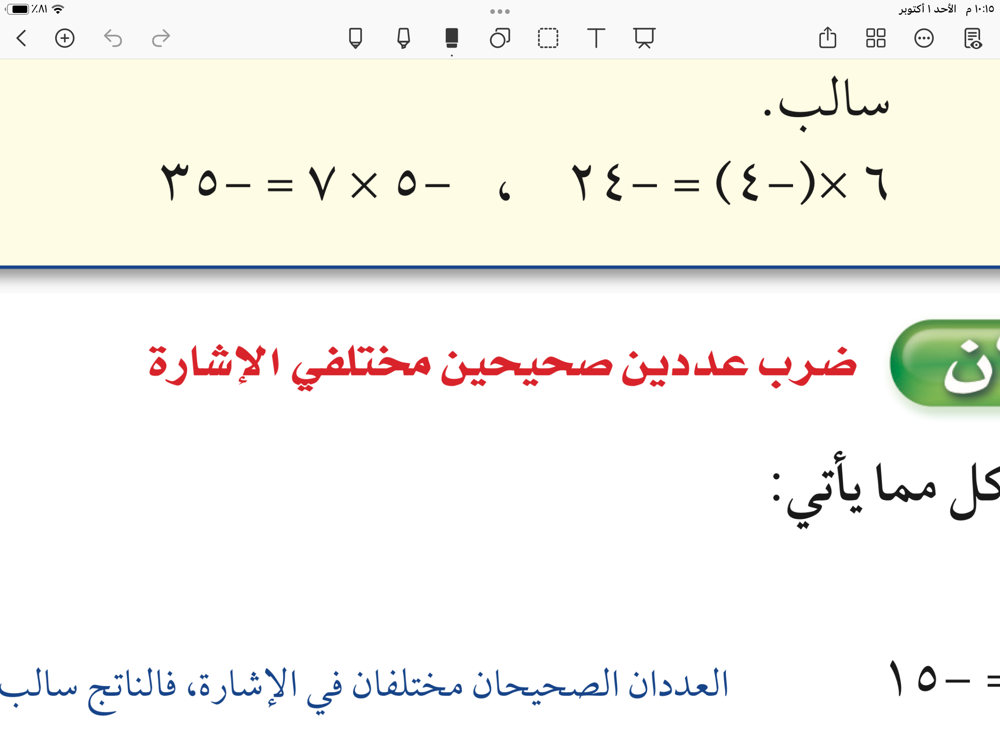 ١٠:١٥ م الأحد ١ أكتوبر
٨١٪
سالب.
٦ ×(–٤) = –٢٤ ، –٥ × ٧ = –٣٥
ضرب عددين صحيحين مختلفي الإشارة
كل مما يأتي:
= –١٥ العددان الصحيحان مختلفان في الإشارة، فالناتج سالب